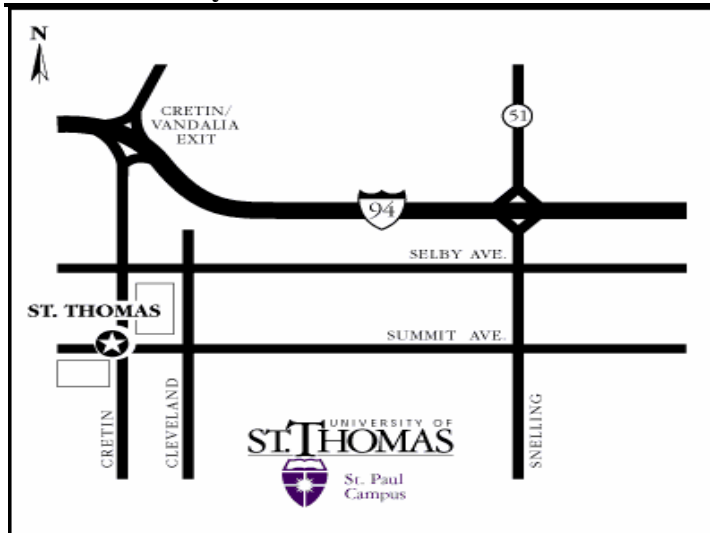 N
CRETIN/
VANDALIA
EXIT
51
94
SELBY AVE.
ST. THOMAS
SUMMIT AVE.
CRETIN
CLEVELAND
SNELLING
UNIVERSITY OF
ST. THOMAS
St. Paul
Campus